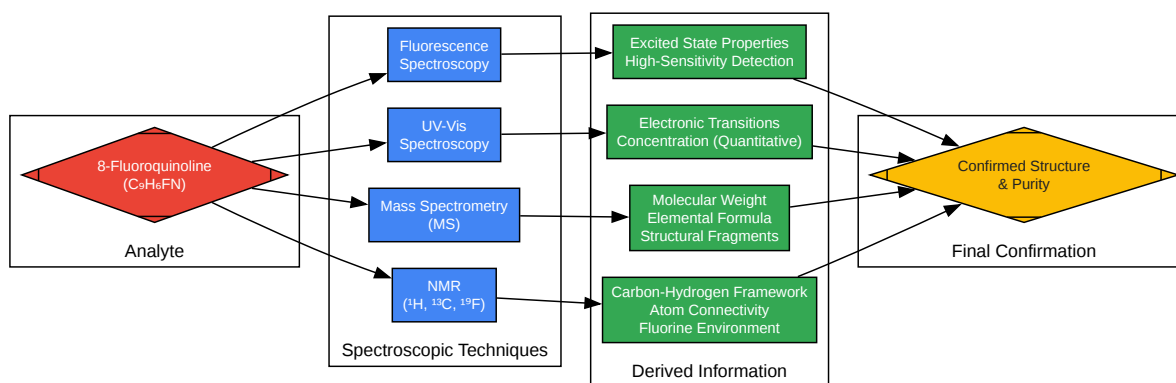 8-Fluoroquinoline
(C₉H₆FN)
Analyte
Fluorescence
Spectroscopy
UV-Vis
Spectroscopy
Mass Spectrometry
(MS)
NMR
(¹H, ¹³C, ¹⁹F)
Spectroscopic Techniques
Excited State Properties
High-Sensitivity Detection
Electronic Transitions
Concentration (Quantitative)
Molecular Weight
Elemental Formula
Structural Fragments
Carbon-Hydrogen Framework
Atom Connectivity
Fluorine Environment
Derived Information
Confirmed Structure
& Purity
Final Confirmation